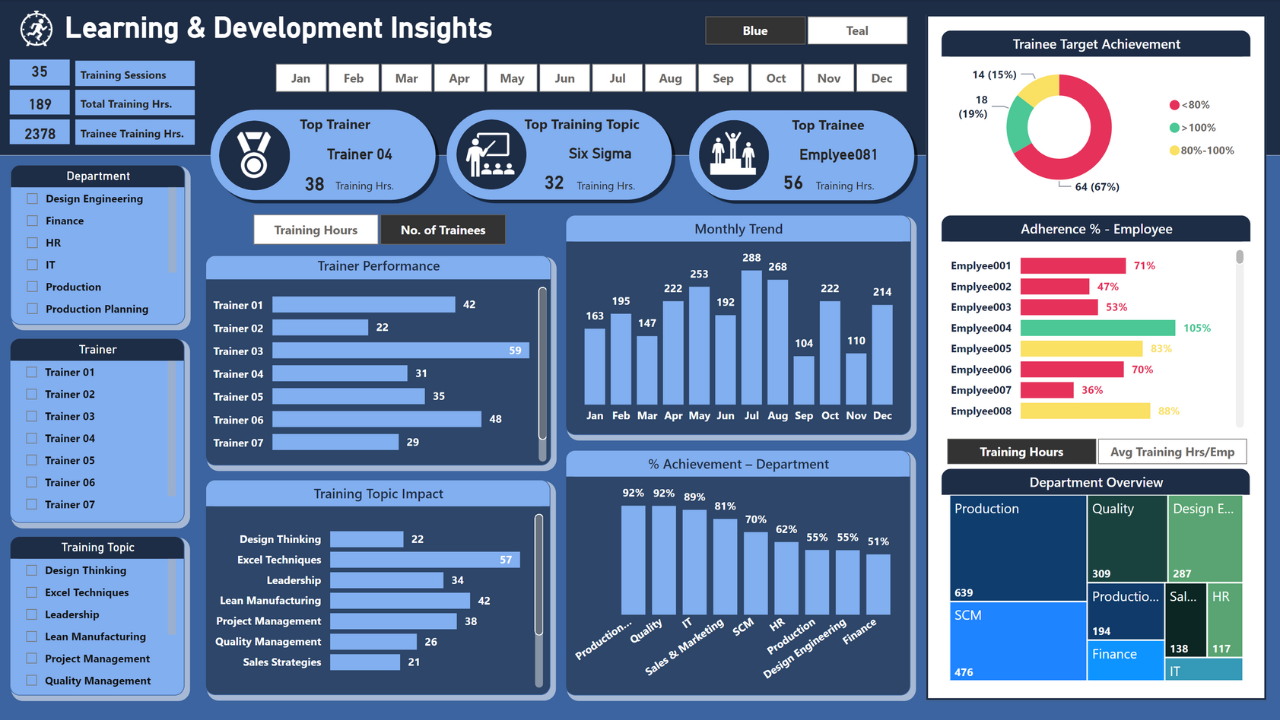 Learning & Development Insights
Blue
Teal
35 Training Sessions
189 Total Training Hrs.
2378 Trainee Training Hrs.
Jan Feb Mar Apr May Jun Jul Aug Sep Oct Nov Dec
Top Trainer
Trainer 04
38 Training Hrs.
Top Training Topic
Six Sigma
32 Training Hrs.
Top Trainee
Emplyee081
56 Training Hrs.
Department
Design Engineering
Finance
HR
IT
Production
Production Planning
Trainer
Trainer 01
Trainer 02
Trainer 03
Trainer 04
Trainer 05
Trainer 06
Trainer 07
Training Topic
Design Thinking
Excel Techniques
Leadership
Lean Manufacturing
Project Management
Quality Management
Training Hours
No. of Trainees
Trainer Performance
Trainer 01 42
Trainer 02 22
Trainer 03 59
Trainer 04 31
Trainer 05 35
Trainer 06 48
Trainer 07 29
Training Topic Impact
Design Thinking 22
Excel Techniques 57
Leadership 34
Lean Manufacturing 42
Project Management 38
Quality Management 26
Sales Strategies 21
Monthly Trend
163 195 147 222 253 192 288 268 104 222 110 214
Jan Feb Mar Apr May Jun Jul Aug Sep Oct Nov Dec
% Achievement – Department
92% 92% 89% 81% 70% 62% 55% 55% 51%
Production...
Quality
IT
Sales & Marketing
SCM
HR
Production
Design Engineering
Finance
Trainee Target Achievement
14 (15%)
18
(19%)
64 (67%)
<80%
>100%
80%-100%
Adherence % - Employee
Emplyee001 71%
Emplyee002 47%
Emplyee003 53%
Emplyee004 105%
Emplyee005 83%
Emplyee006 70%
Emplyee007 36%
Emplyee008 88%
Training Hours
Avg Training Hrs/Emp
Department Overview
Production
639
SCM
476
Quality
309
Design E...
287
Productio...
194
Sal...
138
HR
117
Finance
IT